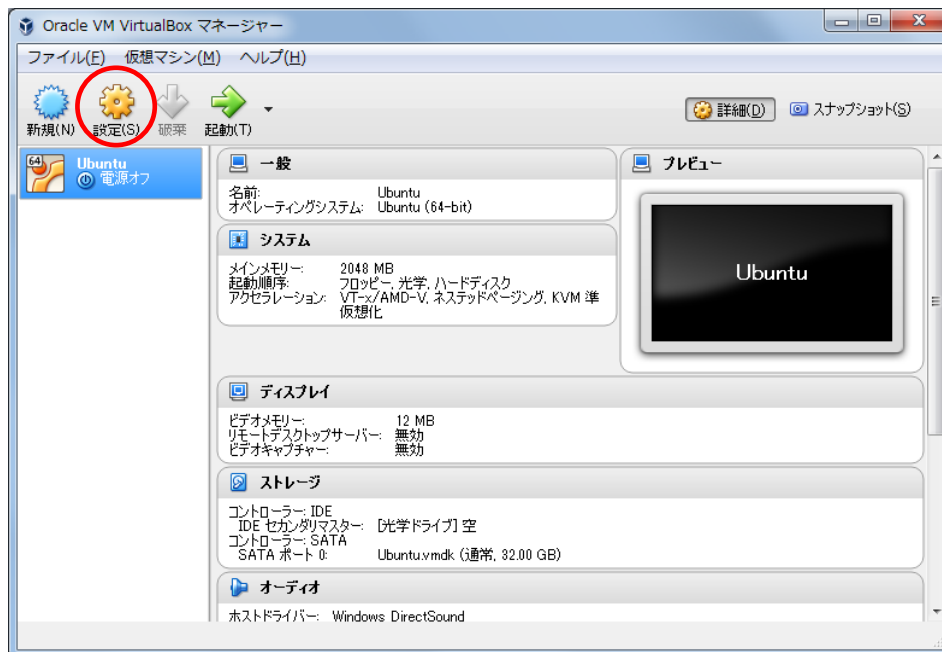 Oracle VM VirtualBox マネージャー
ファイル(F) 仮想マシン(M) ヘルプ(H)
新規(N) 設定(S) 破棄 起動(T) 詳細(D) スナップショット(S)
64 Ubuntu
電源オフ
一般
名前: Ubuntu
オペレーティングシステム: Ubuntu (64-bit)
システム
メインメモリー: 2048 MB
起動順序: フロッピー, 光学, ハードディスク
アクセラレーション: VT-x/AMD-V, ネステッドページング, KVM 準
仮想化
プレビュー
Ubuntu
ディスプレイ
ビデオメモリー: 12 MB
リモートデスクトップサーバー: 無効
ビデオキャプチャー: 無効
ストレージ
コントローラー: IDE
IDE セカンダリマスター: [光学ドライブ] 空
コントローラー: SATA
SATA ポート 0: Ubuntu.vmdk (通常, 32.00 GB)
オーディオ
ホストドライバー: Windows DirectSound